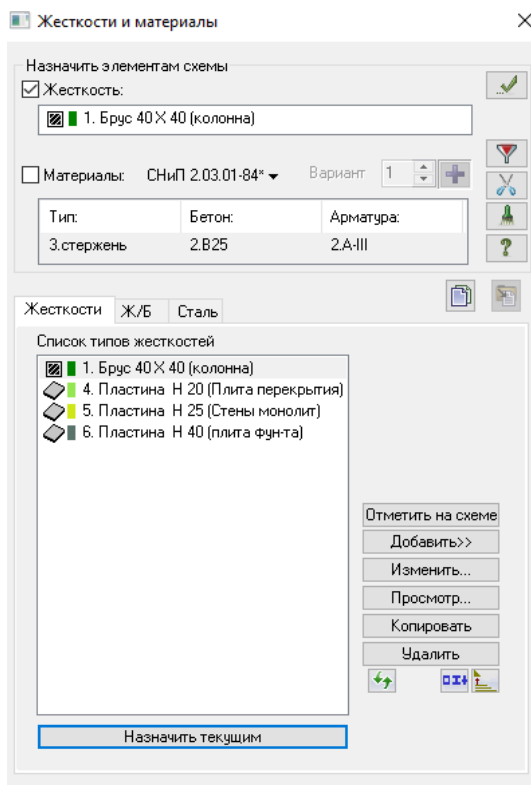 Жесткости и материалы
Назначить элементам схемы
Жесткость:
1. Брус 40 X 40 (колонна)
Материалы: СНиП 2.03.01-84* Вариант 1
Тип: Бетон: Арматура:
3.стержень 2.B25 2.A-III
Жесткости Ж/Б Сталь
Список типов жесткостей
1. Брус 40 X 40 (колонна)
4. Пластина H 20 (Плита перекрытия)
5. Пластина H 25 (Стены монолит)
6. Пластина H 40 (плита фун-та)
Отметить на схеме
Добавить>>
Изменить...
Просмотр...
Копировать
Удалить
Назначить текущим